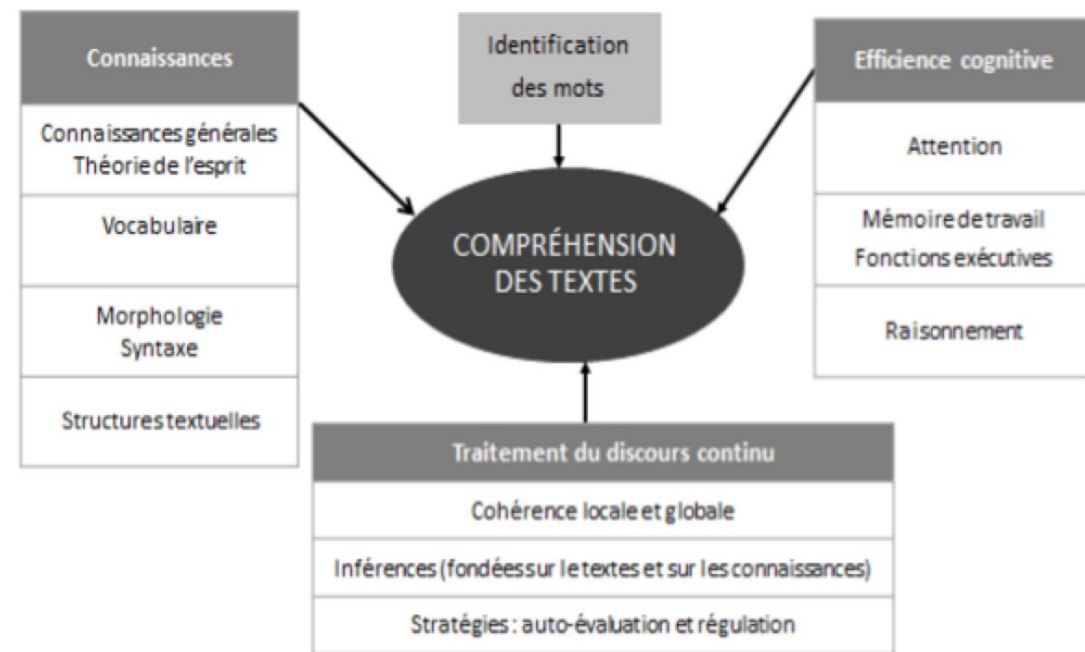 Connaissances
Connaissances générales
Théorie de l'esprit
Vocabulaire
Morphologie
Syntaxe
Structures textuelles
Identification
des mots
COMPRÉHENSION
DES TEXTES
Efficience cognitive
Attention
Mémoire de travail
Fonctions exécutives
Raisonnement
Traitement du discours continu
Cohérence locale et globale
Inférences (fondées sur le textes et sur les connaissances)
Stratégies : auto-évaluation et régulation